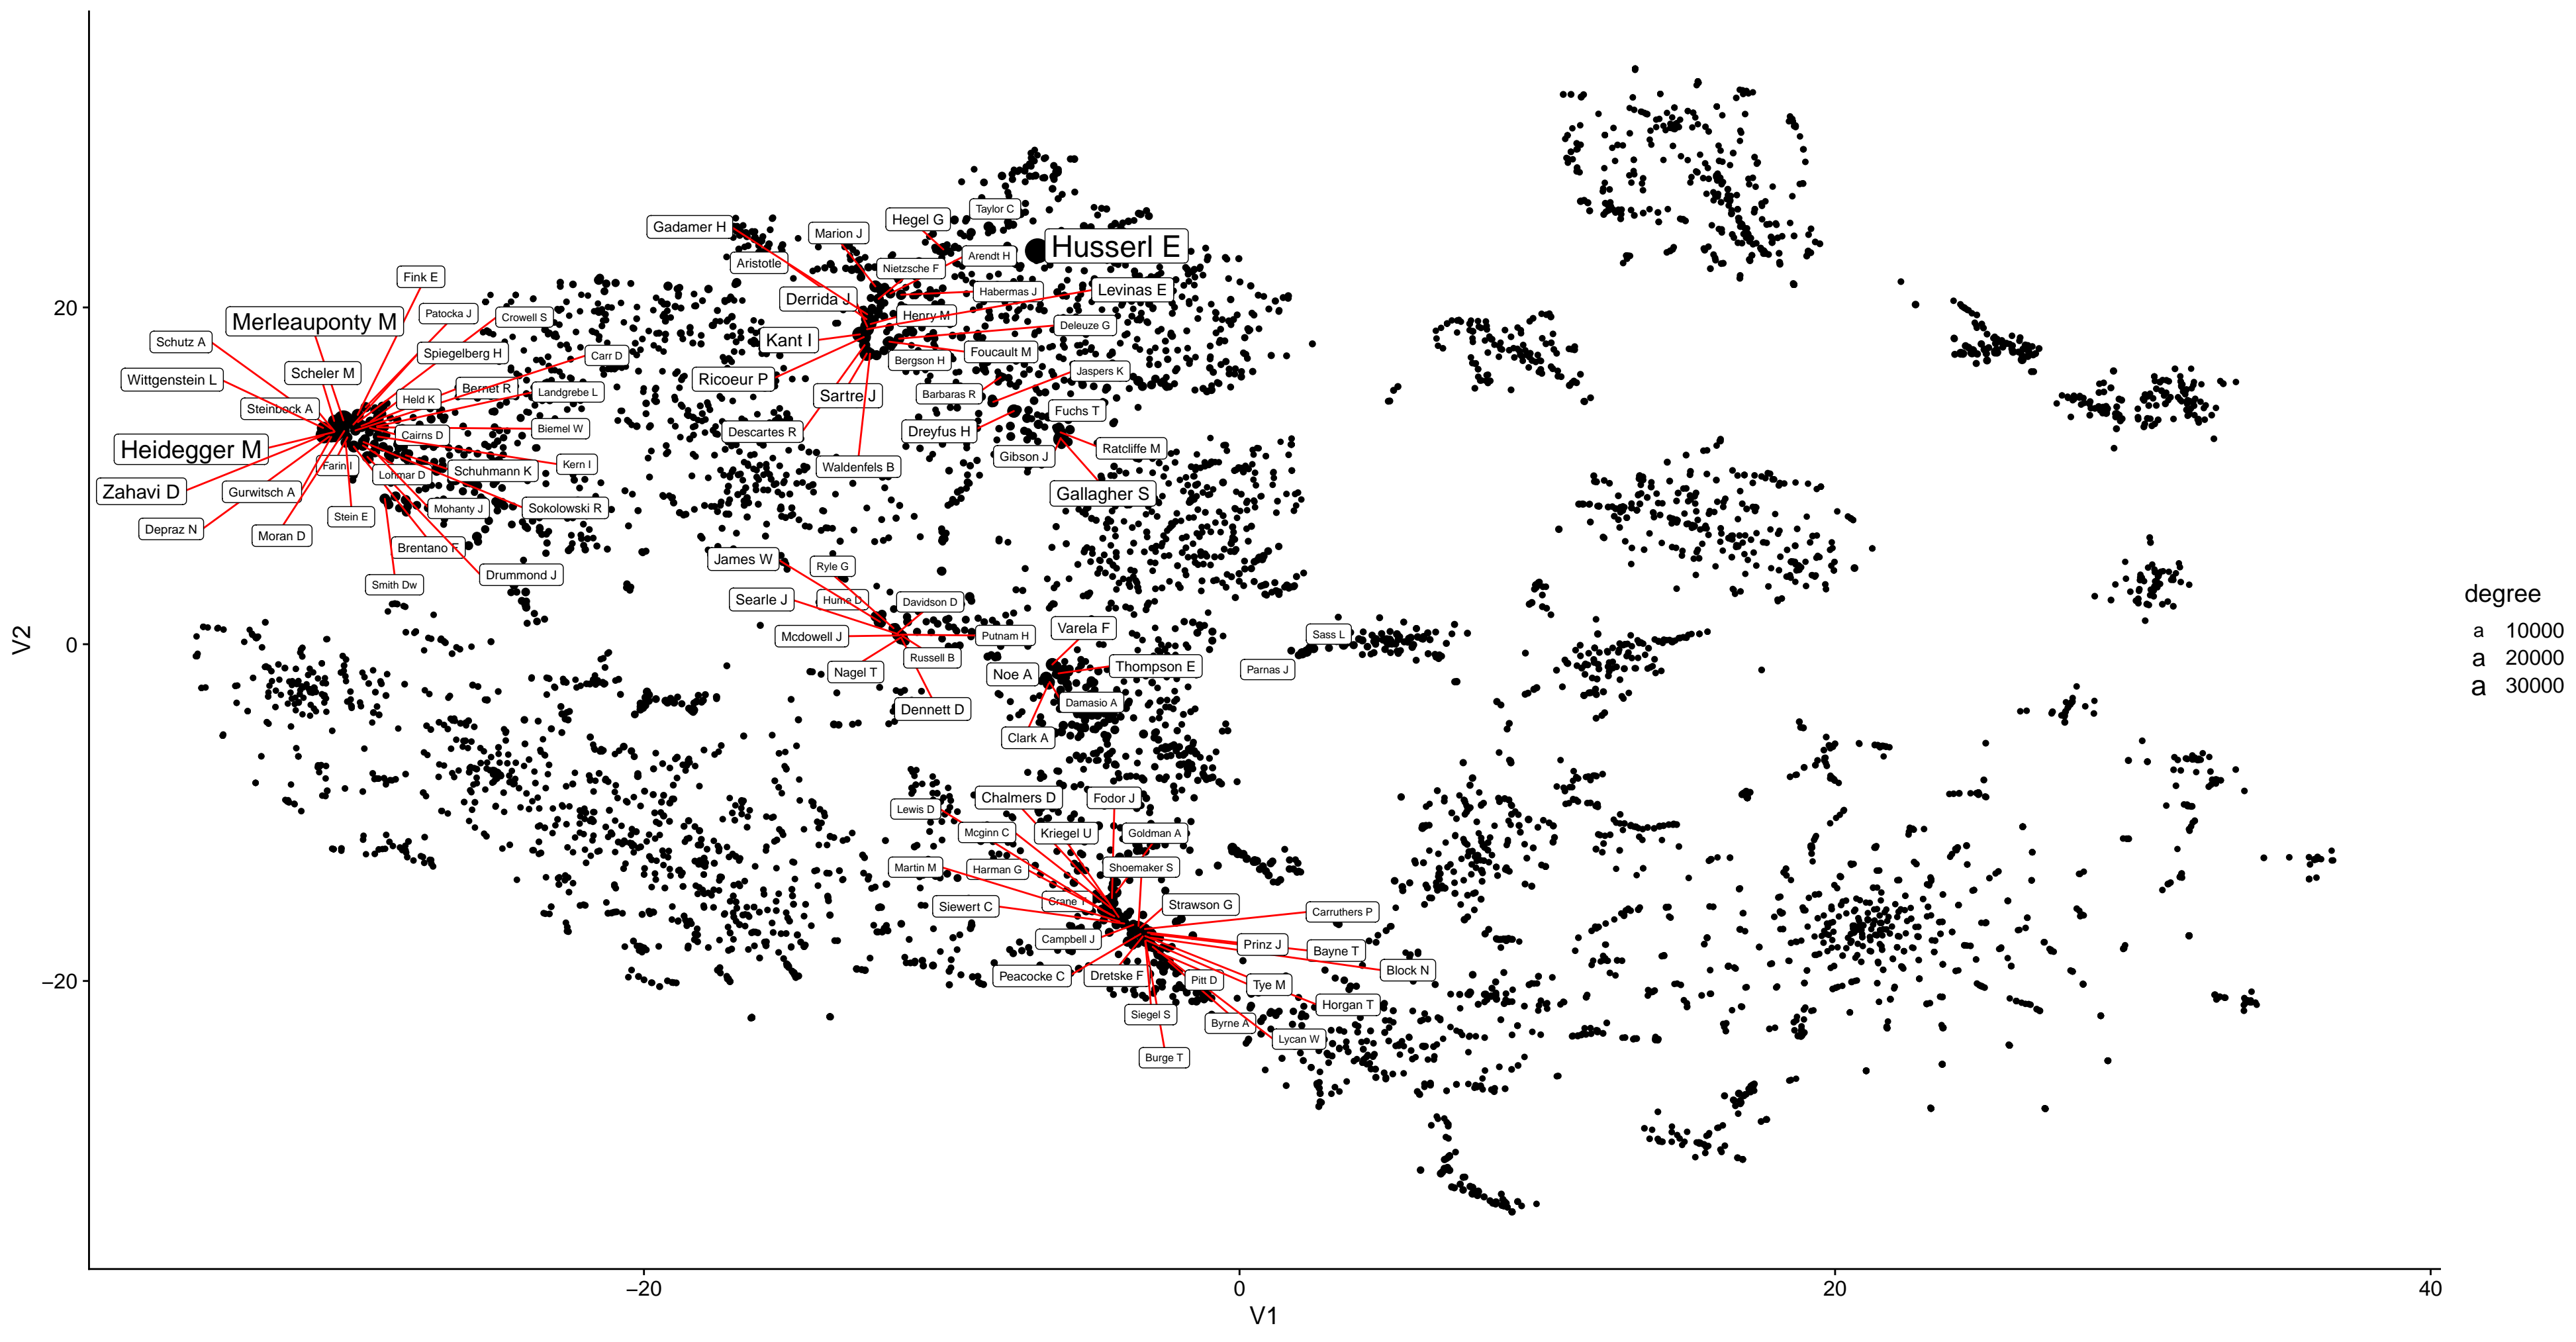 Taylor C
Hegel G
Gadamer H
Marion J
Husserl E
Arendt H
Aristotle
Nietzsche F
Fink E
Levinas E
Habermas J
Derrida J
20
Patocka J
Henry M
Crowell S
Merleauponty M
Deleuze G
Kant I
Schutz A
Foucault M
Spiegelberg H
Carr D
Bergson H
Jaspers K
Scheler M
Wittgenstein L
Ricoeur P
Bernet R
Landgrebe L
Barbaras R
Sartre J
Held K
Steinbock A
Fuchs T
Biemel W
Descartes R
Dreyfus H
Cairns D
Heidegger M
Ratcliffe M
Gibson J
Kern I
Farin I
Waldenfels B
Schuhmann K
Lohmar D
Zahavi D
Gurwitsch A
Gallagher S
Mohanty J
Sokolowski R
Stein E
Depraz N
Moran D
Brentano F
James W
Ryle G
Drummond J
Smith Dw
degree
Searle J
Hume D
Davidson D
Varela F
a 10000
Mcdowell J
Putnam H
Sass L
V2
0
Russell B
a 20000
Nagel T
Noe A
Thompson E
Parnas J
a 30000
Damasio A
Dennett D
Clark A
Chalmers D
Fodor J
Lewis D
Mcginn C
Kriegel U
Goldman A
Martin M
Harman G
Shoemaker S
Crane T
Siewert C
Strawson G
Carruthers P
Campbell J
Prinz J
Bayne T
Block N
Peacocke C
Dretske F
Pitt D
−20
Tye M
Horgan T
Siegel S
Byrne A
Lycan W
Burge T
−20
0
20
40
V1